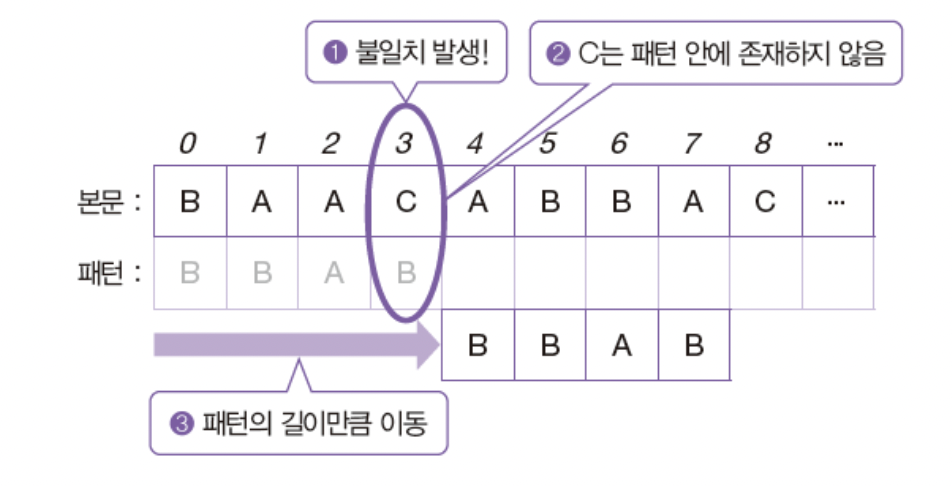 ❶ 불일치 발생!
❷ C는 패턴 안에 존재하지 않음
0 1 2 3 4 5 6 7 8 ...
본문 : B A A C A B B A C ...
패턴 : B B A B
B B A B
❸ 패턴의 길이만큼 이동